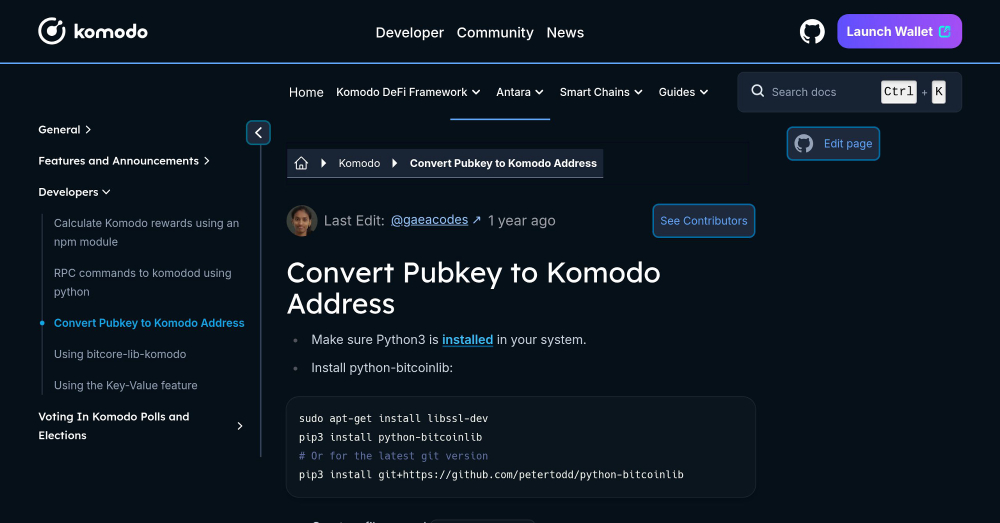 komodo
Developer Community News
Launch Wallet
Home Komodo DeFi Framework Antara Smart Chains Guides
Search docs Ctrl + K
General
Features and Announcements
Developers
Calculate Komodo rewards using an
npm module
RPC commands to komodod using
python
Convert Pubkey to Komodo Address
Using bitcore-lib-komodo
Using the Key-Value feature
Voting In Komodo Polls and
Elections
Komodo Convert Pubkey to Komodo Address
Edit page
Last Edit: @gaeacodes ↗ 1 year ago
See Contributors
Convert Pubkey to Komodo
Address
• Make sure Python3 is installed in your system.
• Install python-bitcoinlib:
sudo apt-get install libssl-dev
pip3 install python-bitcoinlib
# Or for the latest git version
pip3 install git+https://github.com/petertodd/python-bitcoinlib